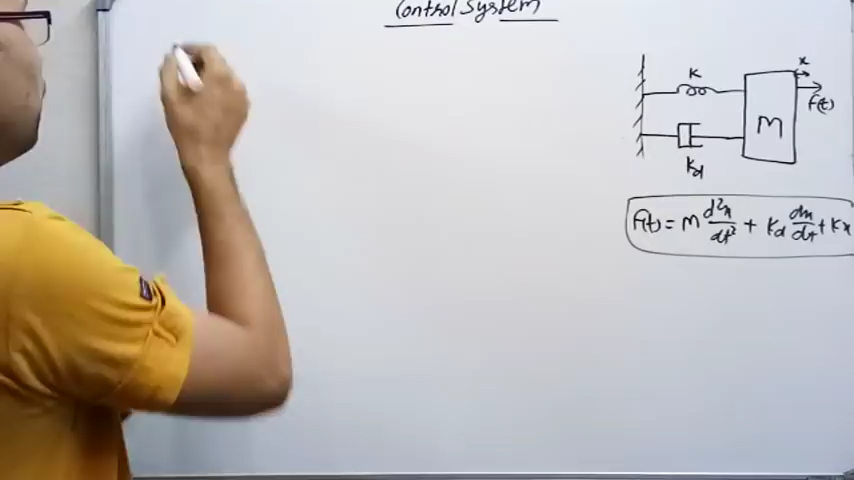 Control System
K
x
f(t)
M
Kd
f(t) = M d²x/dt² + Kd dx/dt + Kx